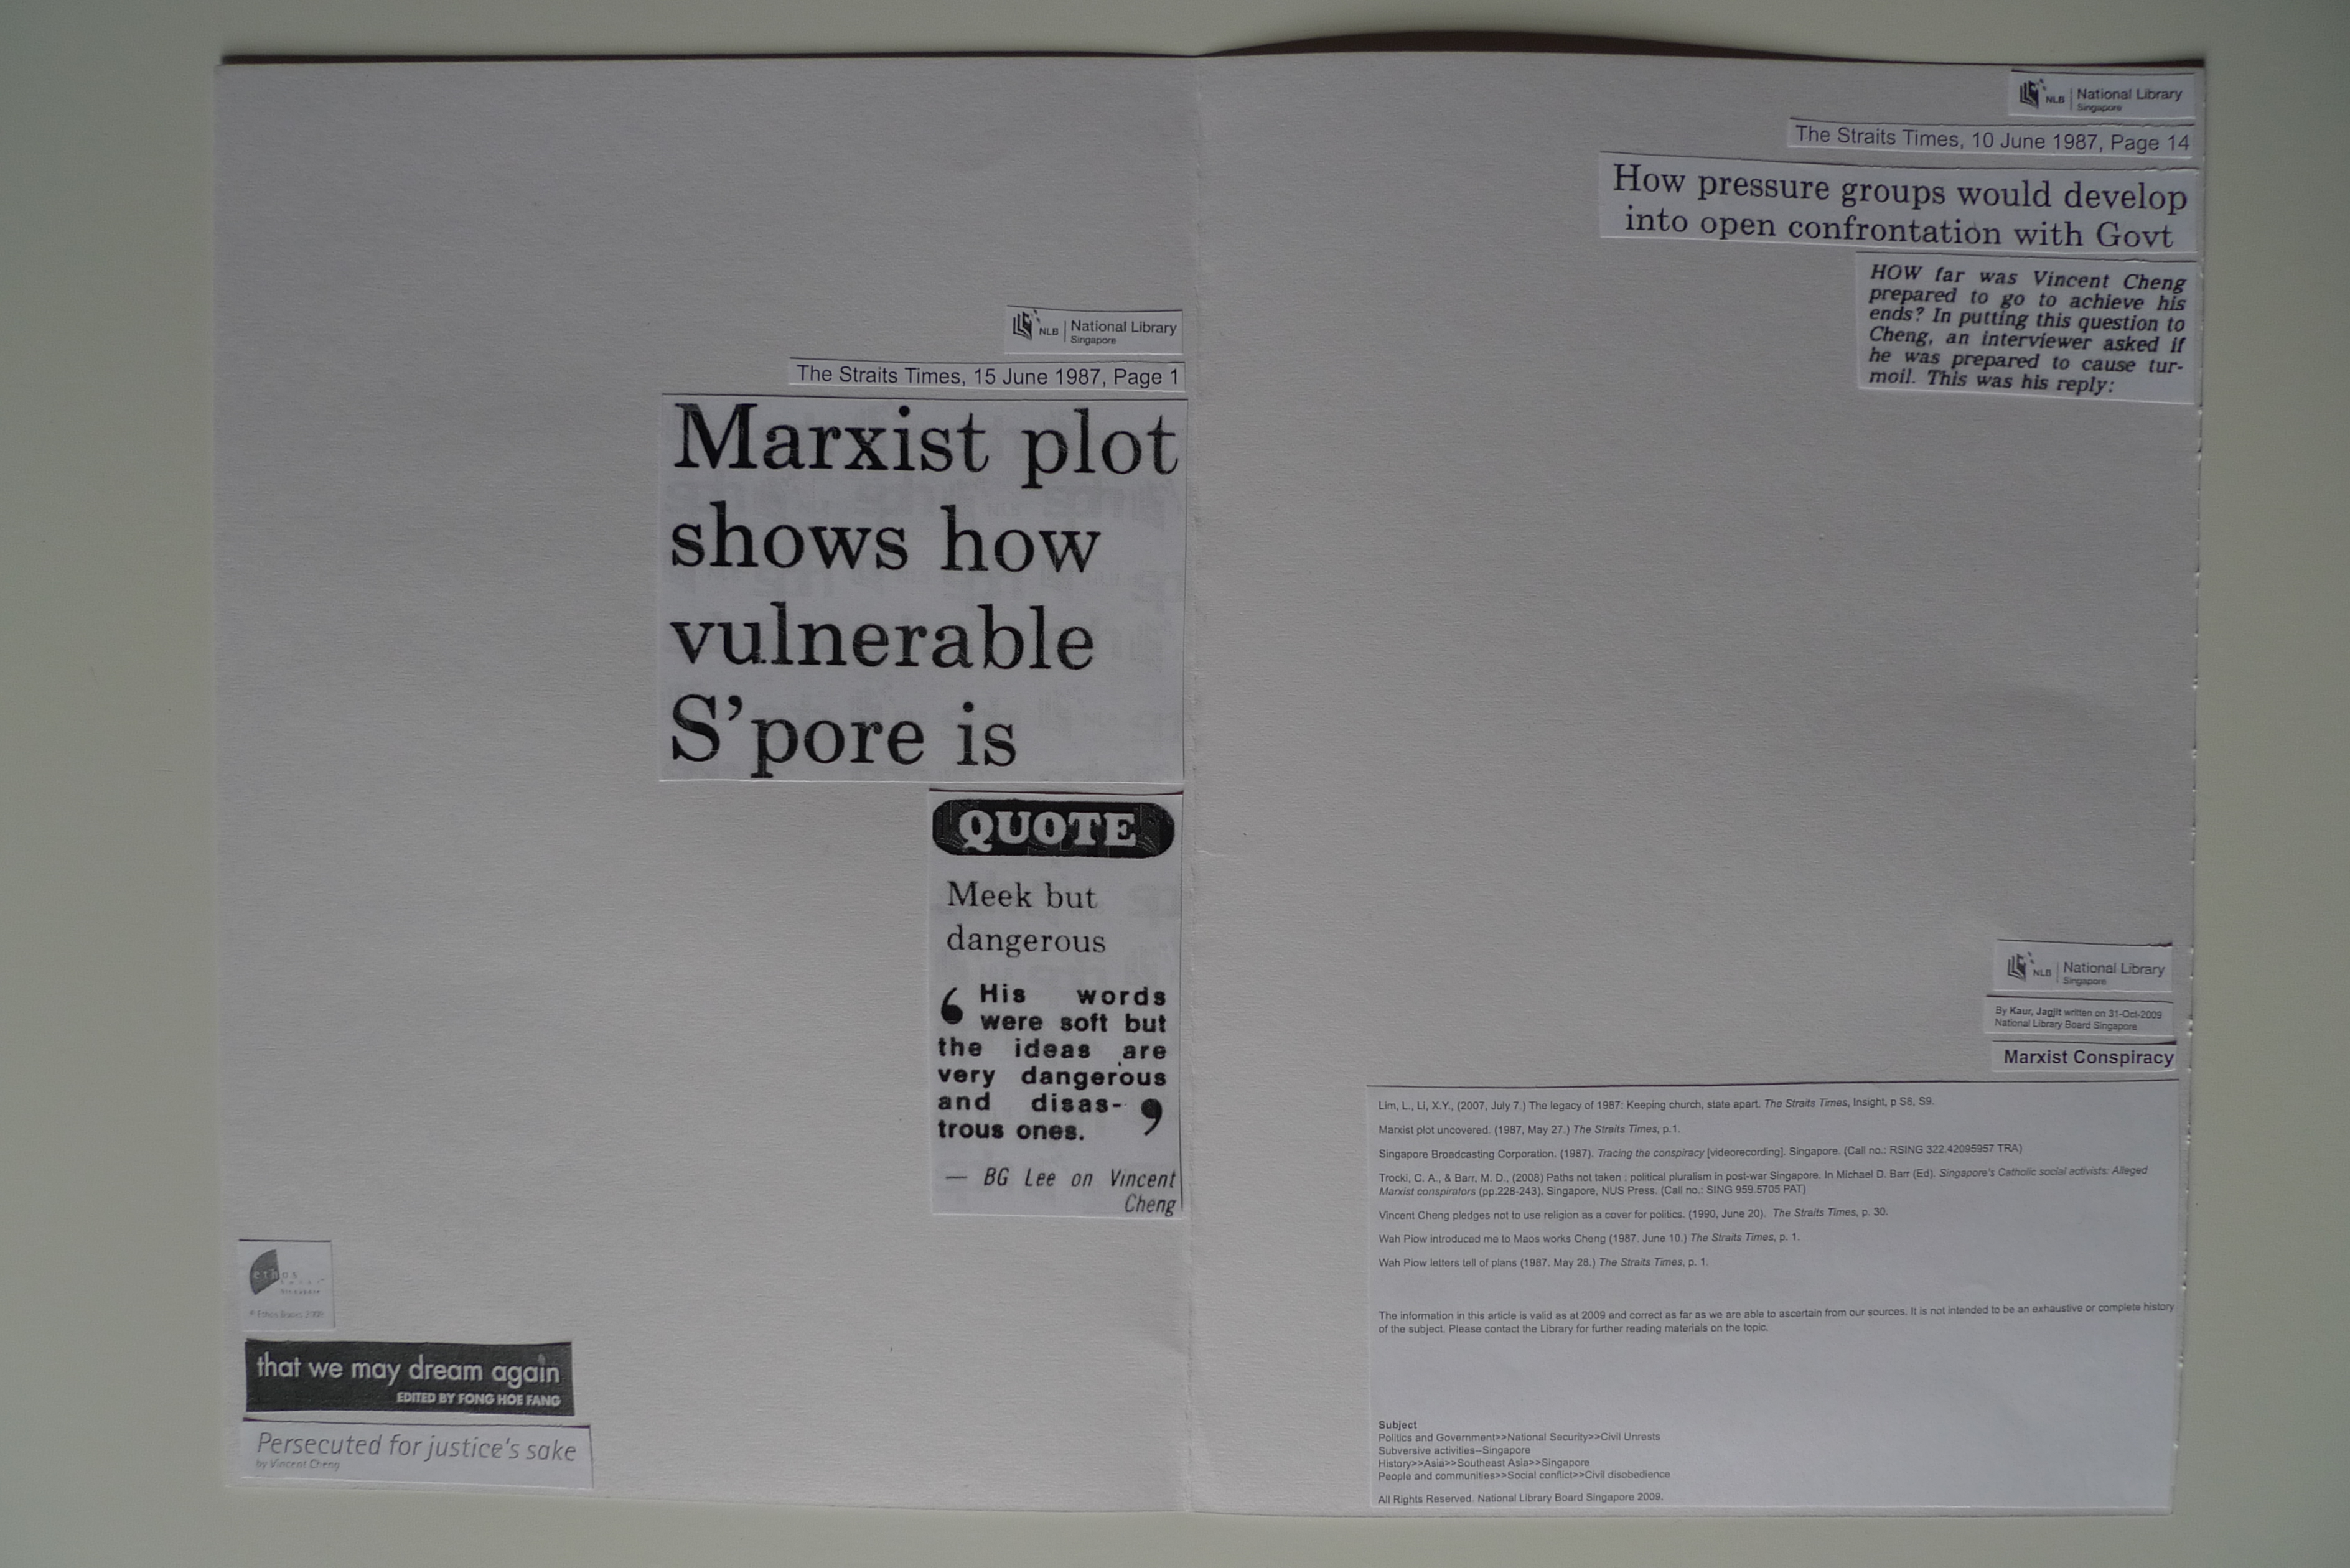 NLB National Library
Singapore
The Straits Times, 15 June 1987, Page 1
Marxist plot
shows how
vulnerable
S'pore is
QUOTE
Meek but
dangerous
‘ His words
were soft but
the ideas are
very dangerous
and disas-
trous ones. ’
— BG Lee on Vincent
Cheng
ethos
Singapore
© Ethos Books 2009
that we may dream again
EDITED BY FONG HOE FANG
Persecuted for justice's sake
by Vincent Cheng
NLB National Library
Singapore
The Straits Times, 10 June 1987, Page 14
How pressure groups would develop
into open confrontation with Govt
HOW far was Vincent Cheng
prepared to go to achieve his
ends? In putting this question to
Cheng, an interviewer asked if
he was prepared to cause tur-
moil. This was his reply:
NLB National Library
Singapore
By Kaur, Jagjit written on 31-Oct-2009
National Library Board Singapore
Marxist Conspiracy
Lim, L., Li, X.Y., (2007, July 7.) The legacy of 1987: Keeping church, state apart. The Straits Times, Insight, p S8, S9.
Marxist plot uncovered. (1987, May 27.) The Straits Times, p.1.
Singapore Broadcasting Corporation. (1987). Tracing the conspiracy [videorecording]. Singapore. (Call no.: RSING 322.42095957 TRA)
Trocki, C. A., & Barr, M. D., (2008) Paths not taken : political pluralism in post-war Singapore. In Michael D. Barr (Ed). Singapore's Catholic social activists: Alleged
Marxist conspirators (pp.228-243). Singapore, NUS Press. (Call no.: SING 959.5705 PAT)
Vincent Cheng pledges not to use religion as a cover for politics. (1990, June 20). The Straits Times, p. 30.
Wah Piow introduced me to Maos works Cheng (1987. June 10.) The Straits Times, p. 1.
Wah Piow letters tell of plans (1987. May 28.) The Straits Times, p. 1.
The information in this article is valid as at 2009 and correct as far as we are able to ascertain from our sources. It is not intended to be an exhaustive or complete history
of the subject. Please contact the Library for further reading materials on the topic.
Subject
Politics and Government>>National Security>>Civil Unrests
Subversive activities--Singapore
History>>Asia>>Southeast Asia>>Singapore
People and communities>>Social conflict>>Civil disobedience
All Rights Reserved. National Library Board Singapore 2009.